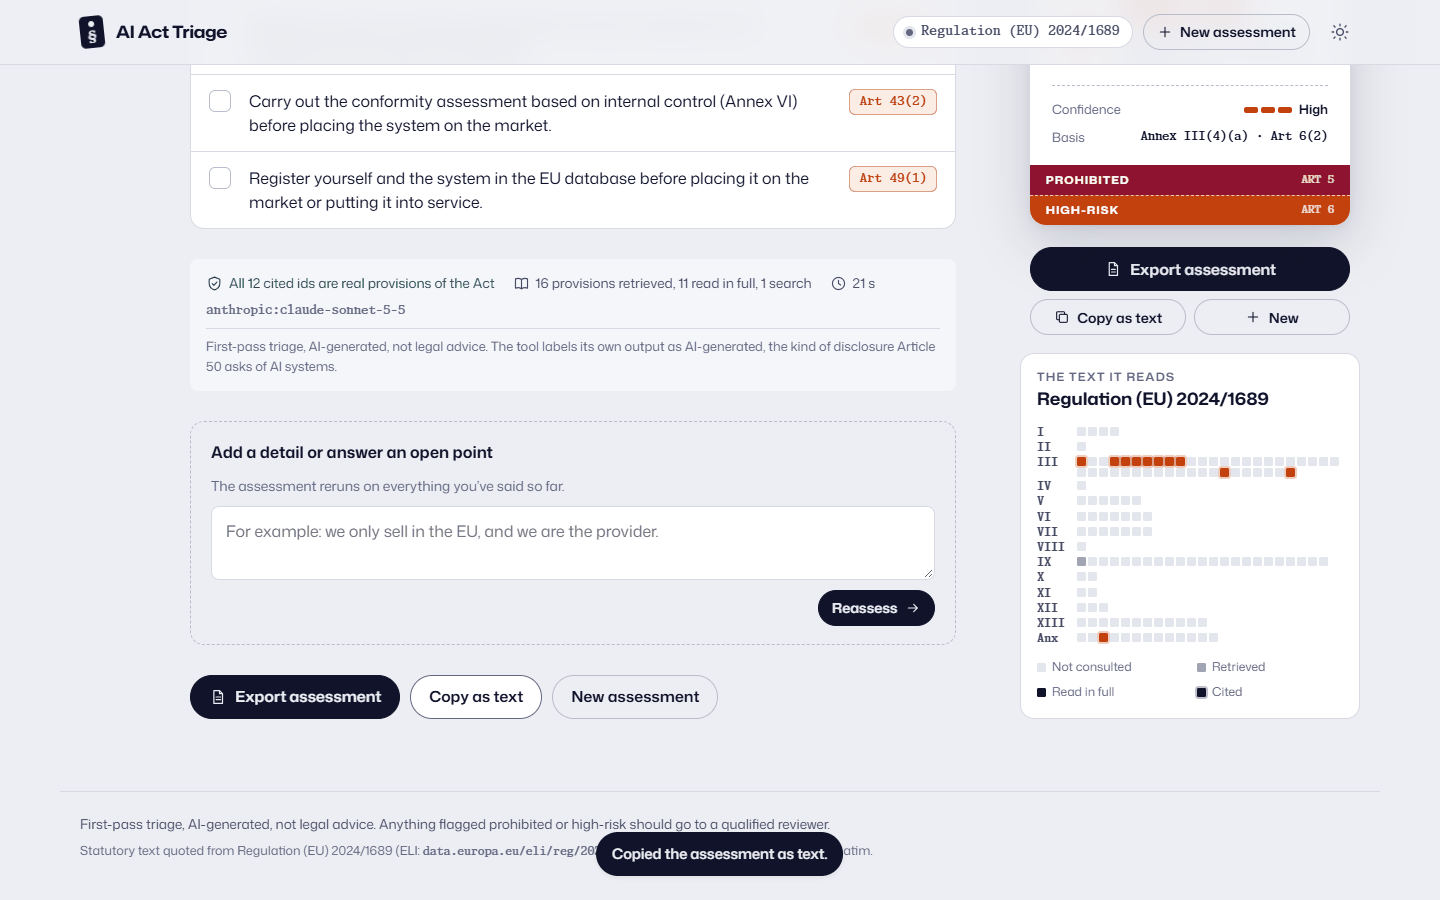 AI Act Triage
Regulation (EU) 2024/1689
New assessment
Carry out the conformity assessment based on internal control (Annex VI)
before placing the system on the market.
Art 43(2)
Register yourself and the system in the EU database before placing it on the
market or putting it into service.
Art 49(1)
All 12 cited ids are real provisions of the Act
16 provisions retrieved, 11 read in full, 1 search
21 s
anthropic:claude-sonnet-5-5
First-pass triage, AI-generated, not legal advice. The tool labels its own output as AI-generated, the kind of disclosure Article
50 asks of AI systems.
Add a detail or answer an open point
The assessment reruns on everything you've said so far.
For example: we only sell in the EU, and we are the provider.
Reassess
Export assessment
Copy as text
New assessment
Confidence
High
Basis
Annex III(4)(a) · Art 6(2)
PROHIBITED
ART 5
HIGH-RISK
ART 6
Export assessment
Copy as text
New
THE TEXT IT READS
Regulation (EU) 2024/1689
I
II
III
IV
V
VI
VII
VIII
IX
X
XI
XII
XIII
Anx
Not consulted
Retrieved
Read in full
Cited
First-pass triage, AI-generated, not legal advice. Anything flagged prohibited or high-risk should go to a qualified reviewer.
Statutory text quoted from Regulation (EU) 2024/1689 (ELI: data.europa.eu/eli/reg/20
Copied the assessment as text.